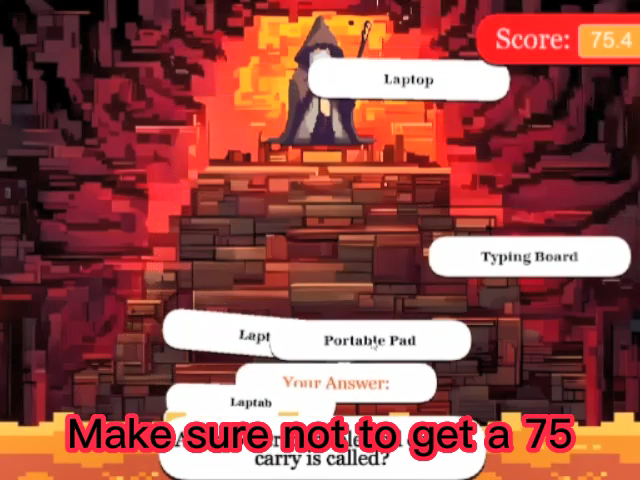 Score: 75.4
Laptop
Typing Board
Lapt
Portable Pad
Your Answer:
Laptab
Make sure not to get a 75
carry is called?